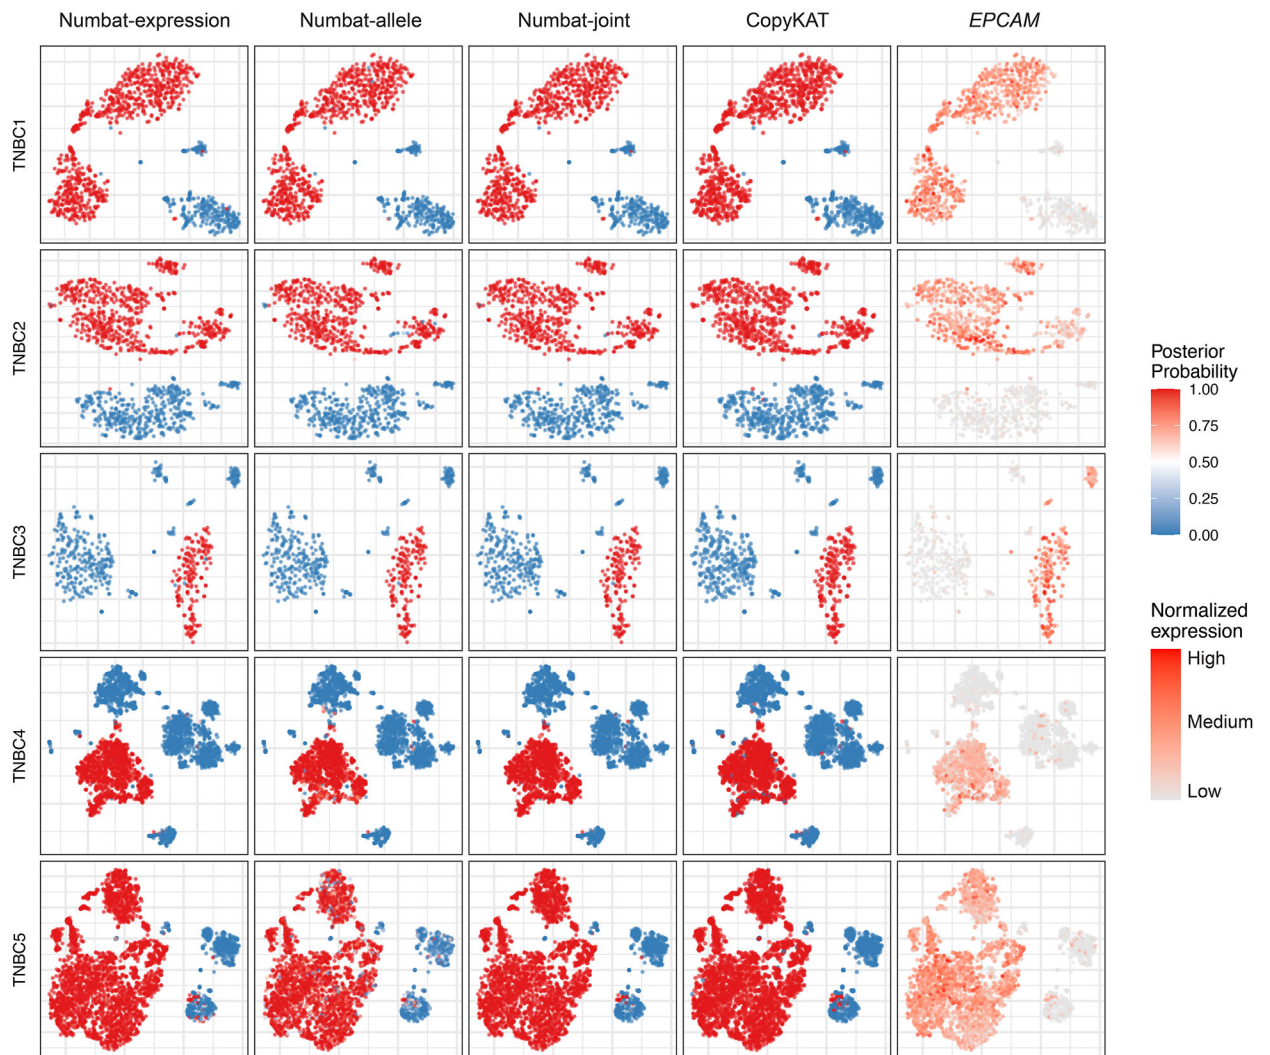 Numbat-expression Numbat-allele Numbat-joint CopyKAT EPCAM
TNBC1
TNBC2
TNBC3
TNBC4
TNBC5
Posterior
Probability
1.00
0.75
0.50
0.25
0.00
Normalized
expression
High
Medium
Low